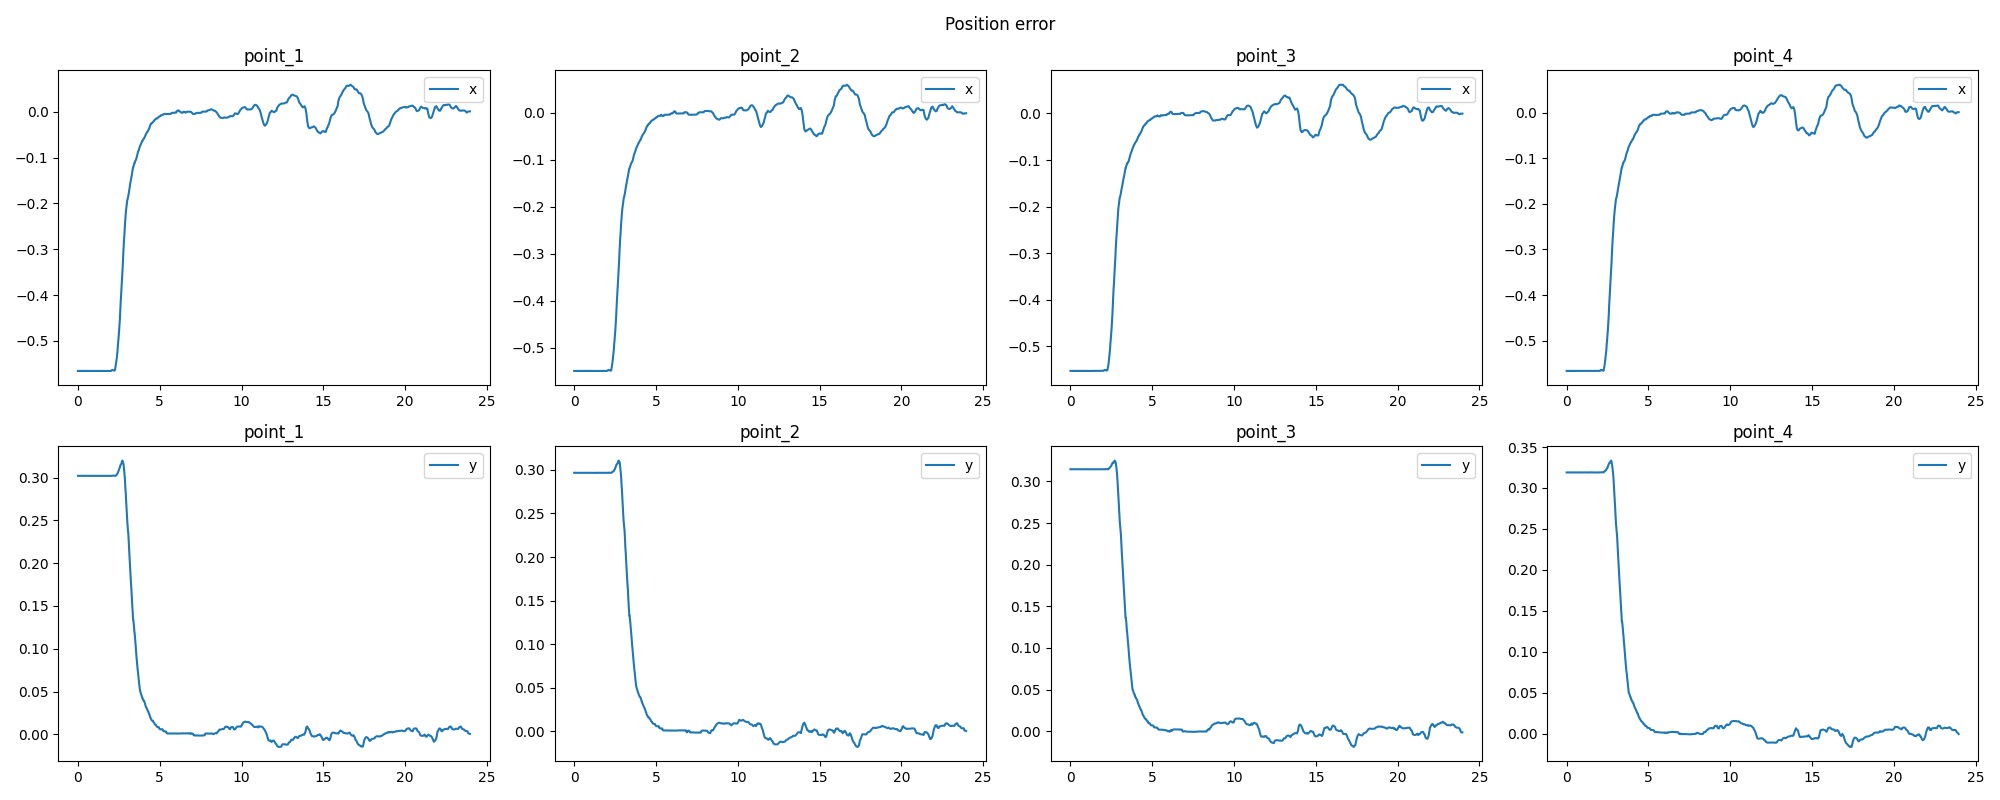 Position error
point_1 point_2 point_3 point_4
x x x x
0.0 0.0 0.0 0.0
−0.1 −0.1 −0.1 −0.1
−0.2 −0.2 −0.2 −0.2
−0.3 −0.3 −0.3 −0.3
−0.4 −0.4 −0.4 −0.4
−0.5 −0.5 −0.5 −0.5
0 5 10 15 20 25 0 5 10 15 20 25 0 5 10 15 20 25 0 5 10 15 20 25
point_1 point_2 point_3 point_4
0.35
y y y y
0.30 0.30 0.30 0.30
0.25 0.25 0.25 0.25
0.20 0.20 0.20 0.20
0.15 0.15 0.15 0.15
0.10 0.10 0.10 0.10
0.05 0.05 0.05 0.05
0.00 0.00 0.00 0.00
0 5 10 15 20 25 0 5 10 15 20 25 0 5 10 15 20 25 0 5 10 15 20 25